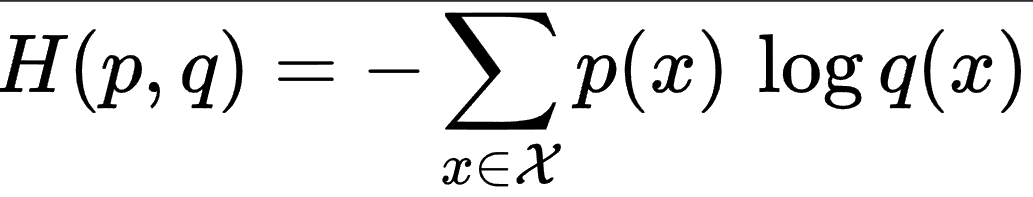 H(p, q) = − ∑ p(x) log q(x)
x∈𝒳